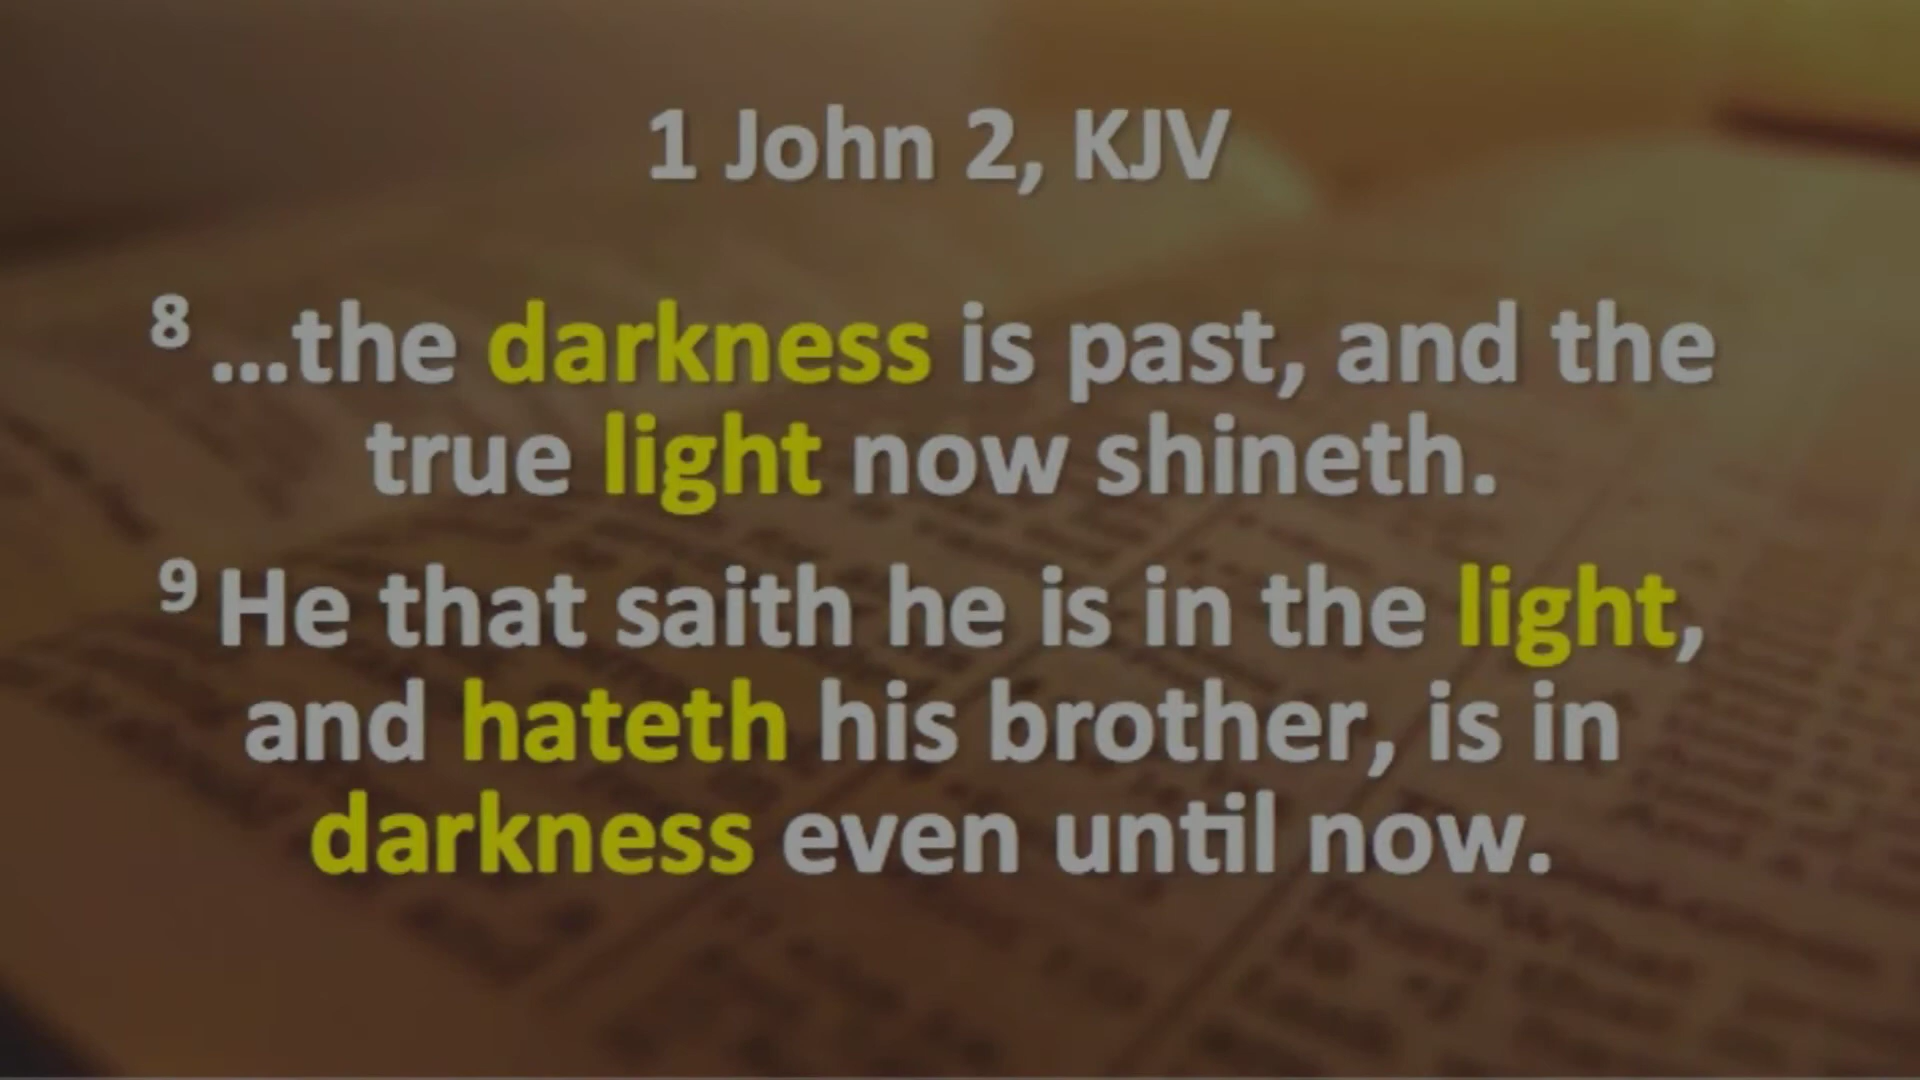 1 John 2, KJV
8 ...the darkness is past, and the
true light now shineth.
9 He that saith he is in the light,
and hateth his brother, is in
darkness even until now.